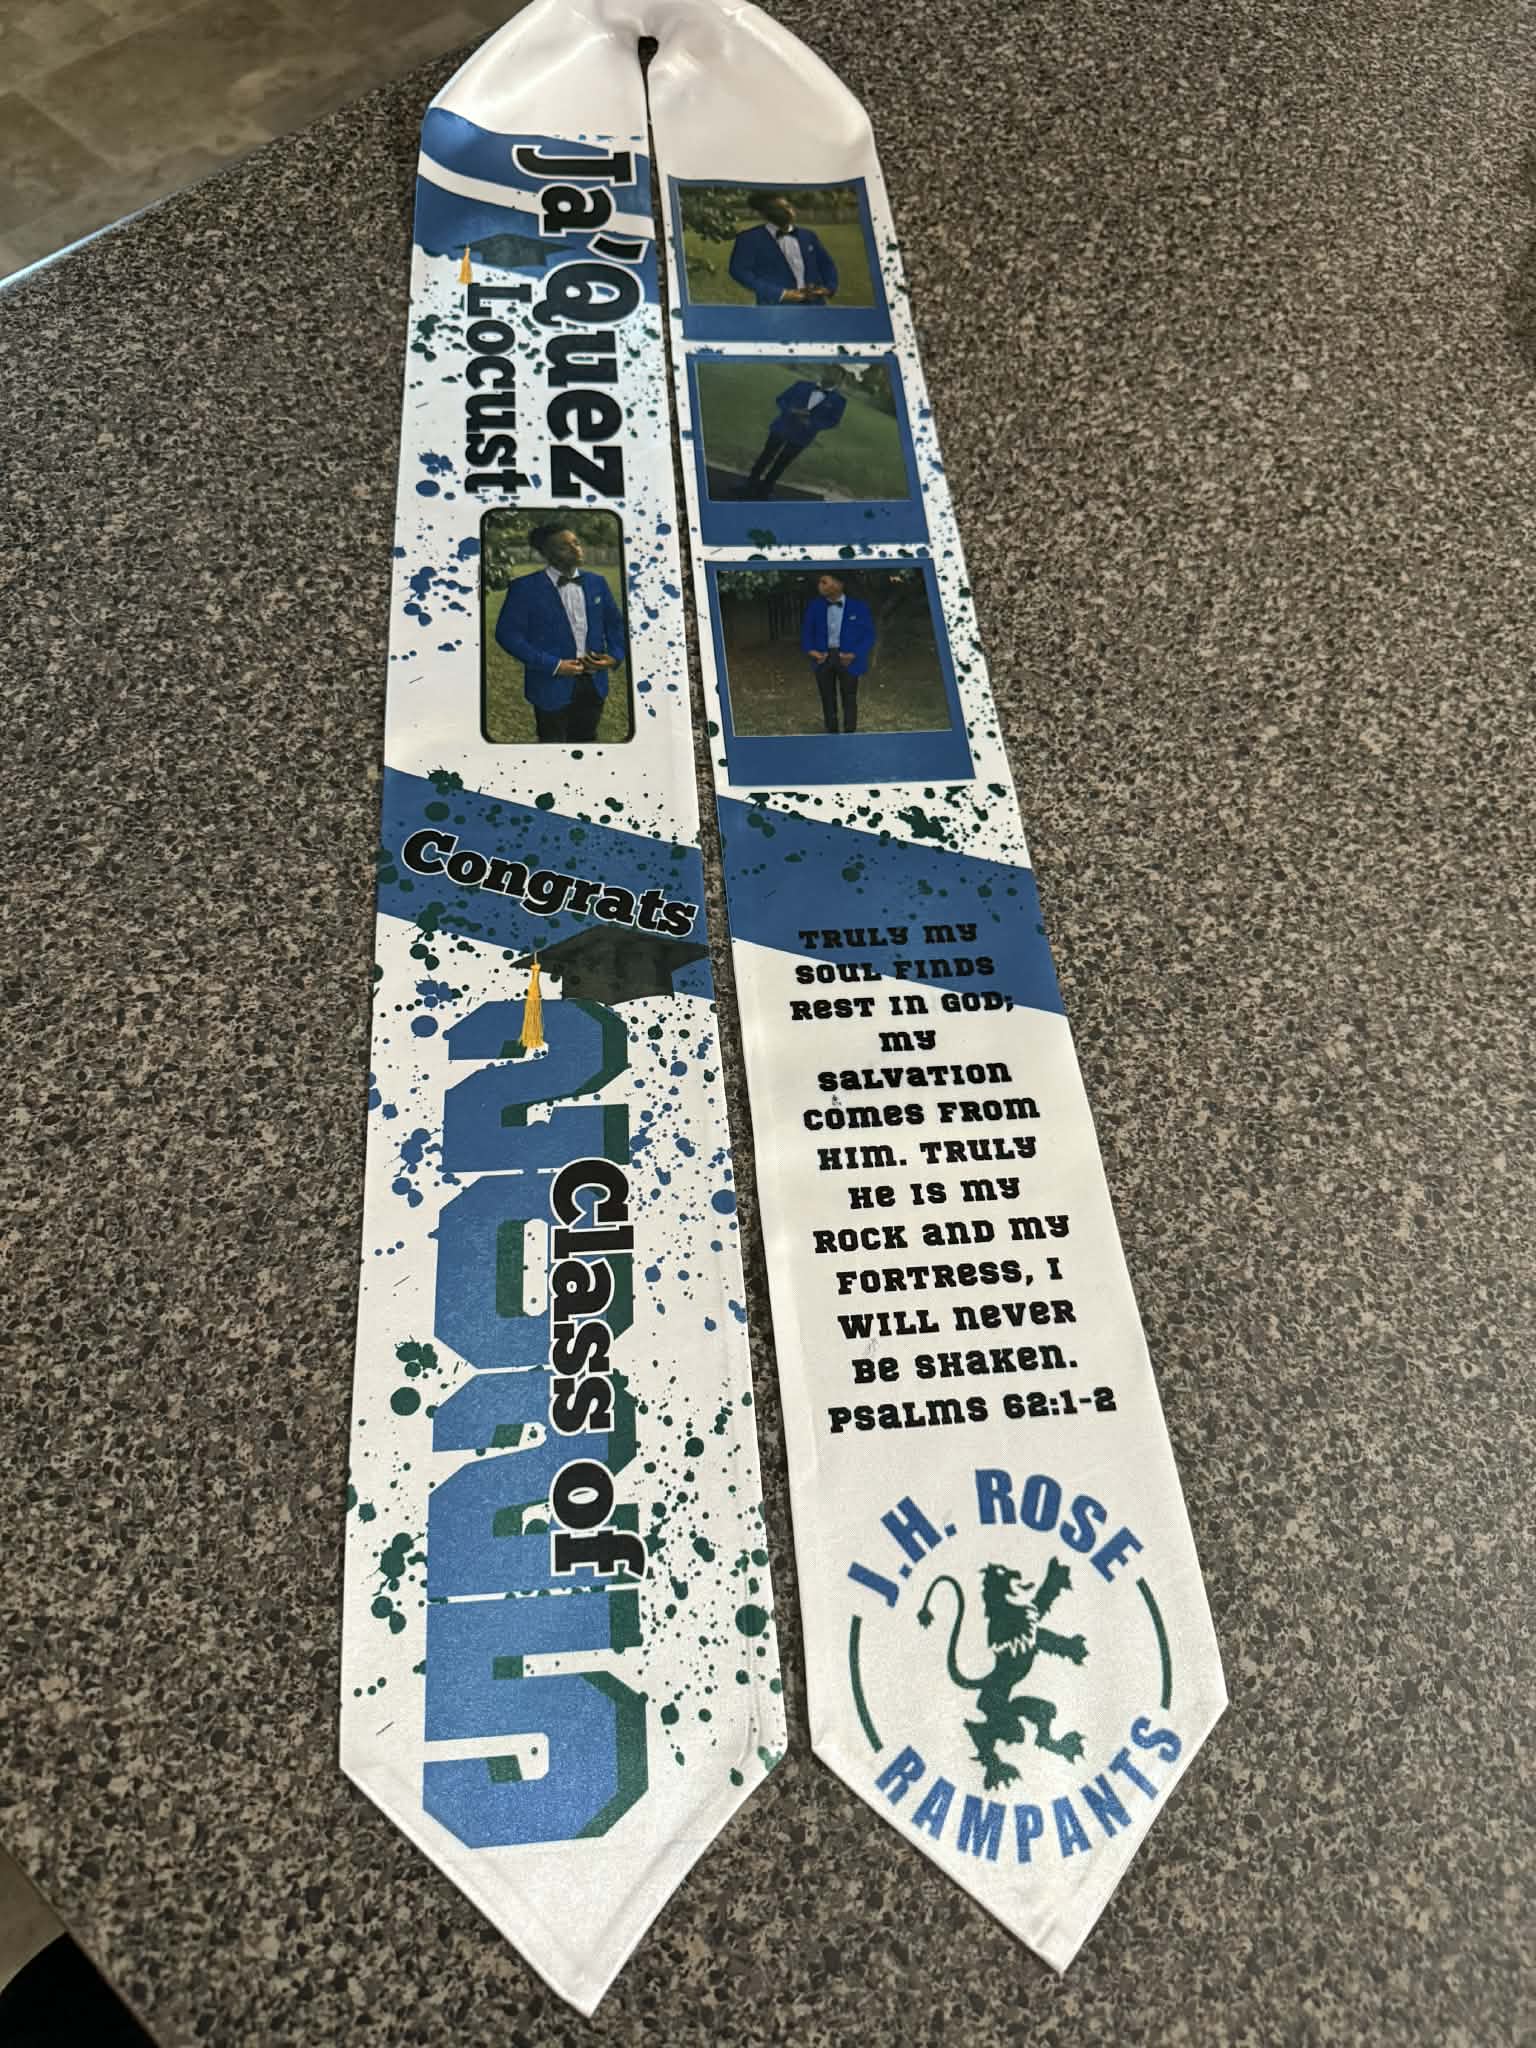 Ja'Quez
Locust
Congrats
Class of
2025
TRULY my
SOUL FINDS
REST IN GOD;
my
SALVATION
COMES FROM
HIM. TRULY
HE IS my
ROCK AND my
FORTRESS, I
WILL NEVER
BE SHAKEN.
PSALMS 62:1-2
J.H. ROSE
RAMPANTS